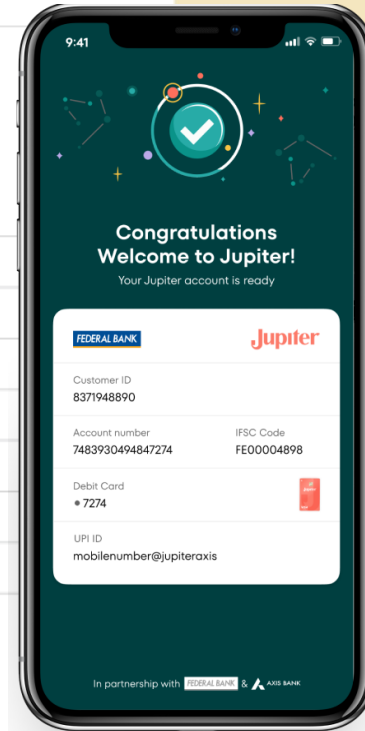 9:41
Congratulations
Welcome to Jupiter!
Your Jupiter account is ready
FEDERAL BANK Jupiter
Customer ID
8371948890
Account number IFSC Code
7483930494847274 FE00004898
Debit Card
• 7274
UPI ID
mobilenumber@jupiteraxis
In partnership with FEDERAL BANK & AXIS BANK